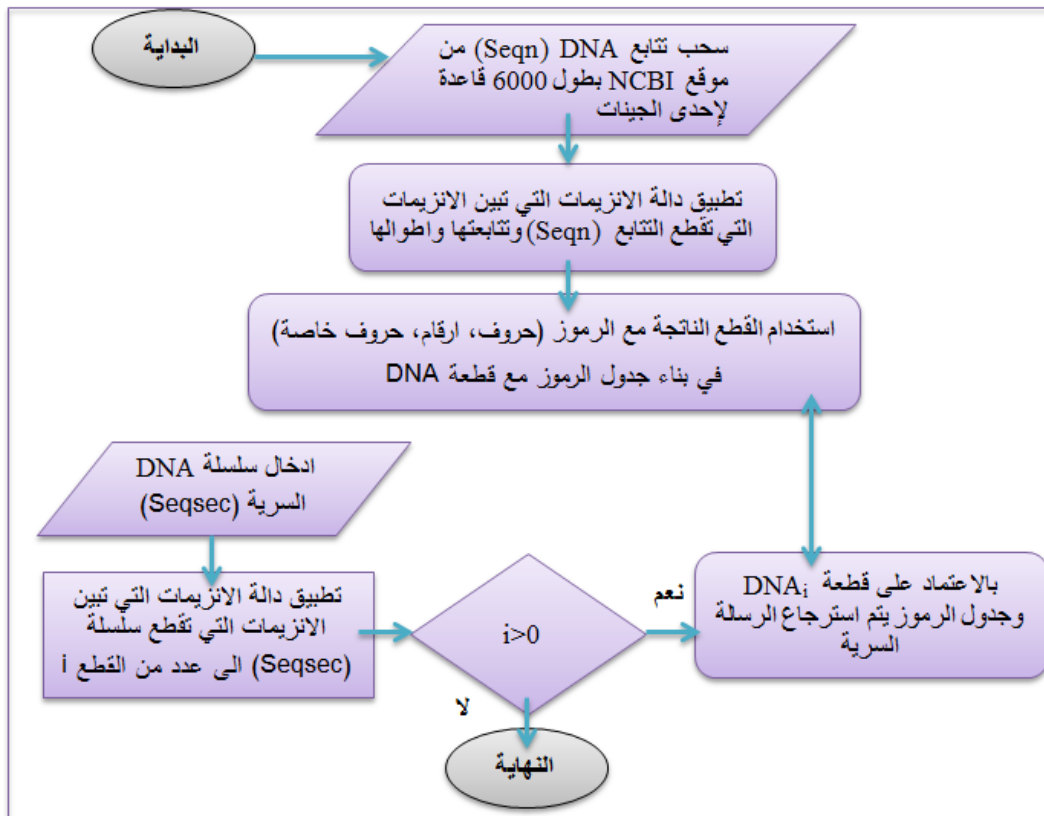 البداية
سحب تتابع DNA (Seqn) من
موقع NCBI بطول 6000 قاعدة
لإحدى الجينات
تطبيق دالة الانزيمات التي تبين الانزيمات
التي تقطع التتابع (Seqn) وتتابعتها واطوالها
استخدام القطع الناتجة مع الرموز (حروف، ارقام، حروف خاصة)
في بناء جدول الرموز مع قطعة DNA
ادخال سلسلة DNA
السرية (Seqsec)
تطبيق دالة الانزيمات التي تبين
الانزيمات التي تقطع سلسلة
(Seqsec) الى عدد من القطع i
i>0
نعم
بالاعتماد على قطعة DNAi
وجدول الرموز يتم استرجاع الرسالة
السرية
لا
النهاية